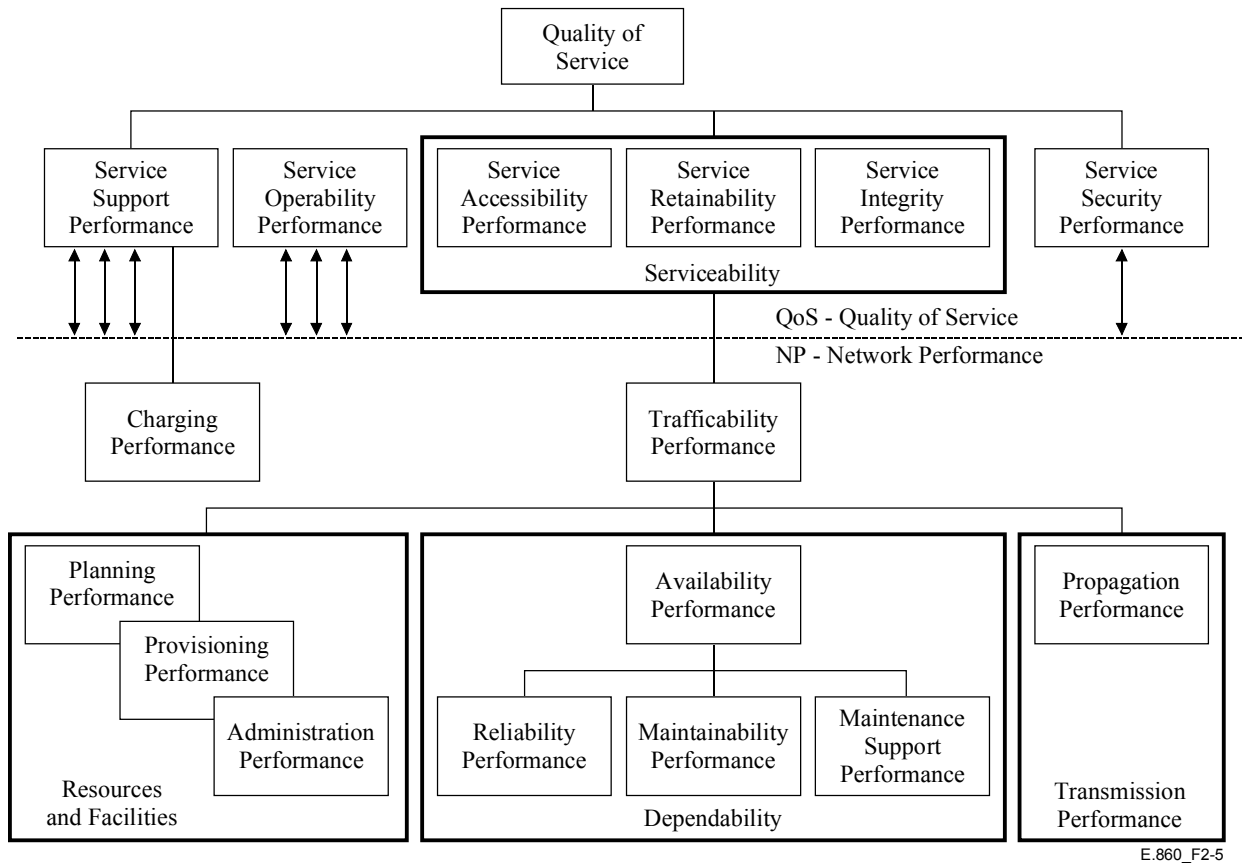 Quality of
Service
Service
Support
Performance
Service
Operability
Performance
Service
Accessibility
Performance
Service
Retainability
Performance
Service
Integrity
Performance
Serviceability
Service
Security
Performance
QoS - Quality of Service
NP - Network Performance
Charging
Performance
Trafficability
Performance
Planning
Performance
Provisioning
Performance
Administration
Performance
Resources
and Facilities
Availability
Performance
Reliability
Performance
Maintainability
Performance
Maintenance
Support
Performance
Dependability
Propagation
Performance
Transmission
Performance
E.860_F2-5